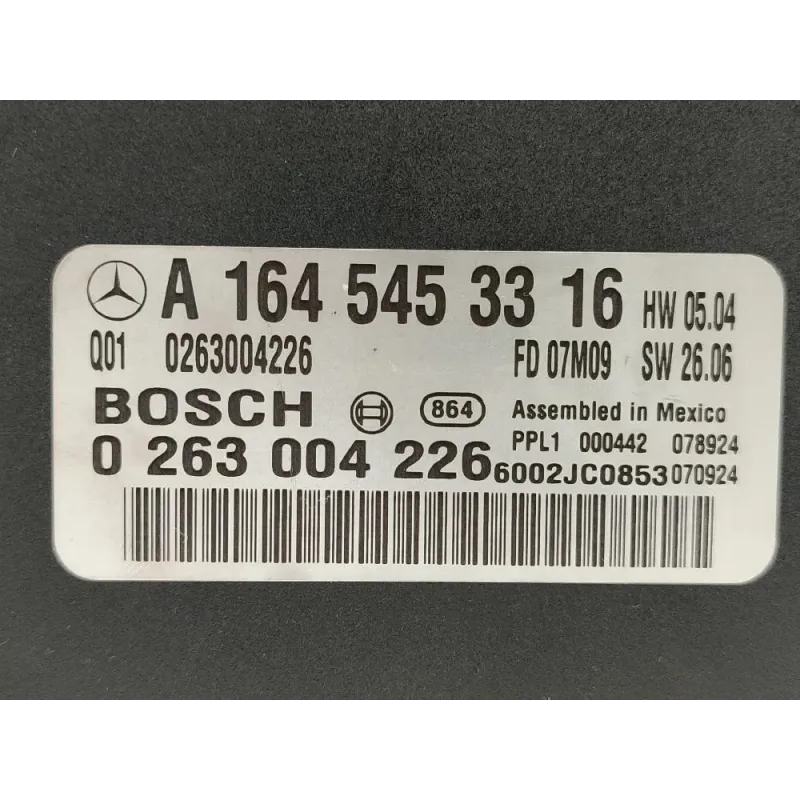 A 164 545 33 16 HW 05.04
Q01 0263004226 FD 07M09 SW 26.06
BOSCH 864 Assembled in Mexico
0 263 004 226 PPL1 000442 078924
6002JC0853 070924